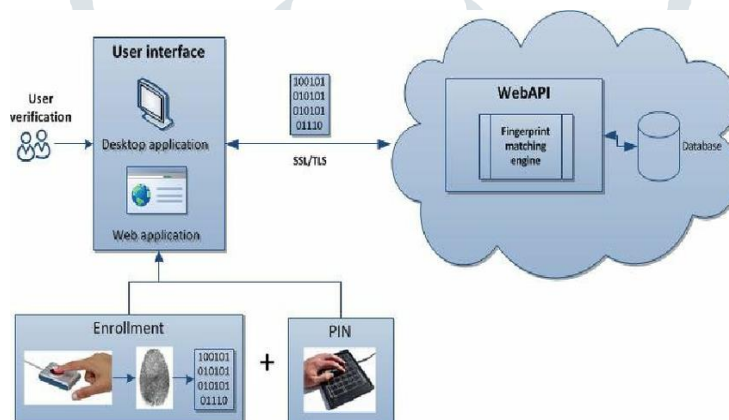 User interface
User
verification
Desktop application
Web application
100101
010101
010101
01110
SSL/TLS
WebAPI
Fingerprint
matching
engine
Database
Enrollment
100101
010101
010101
01110
+
PIN